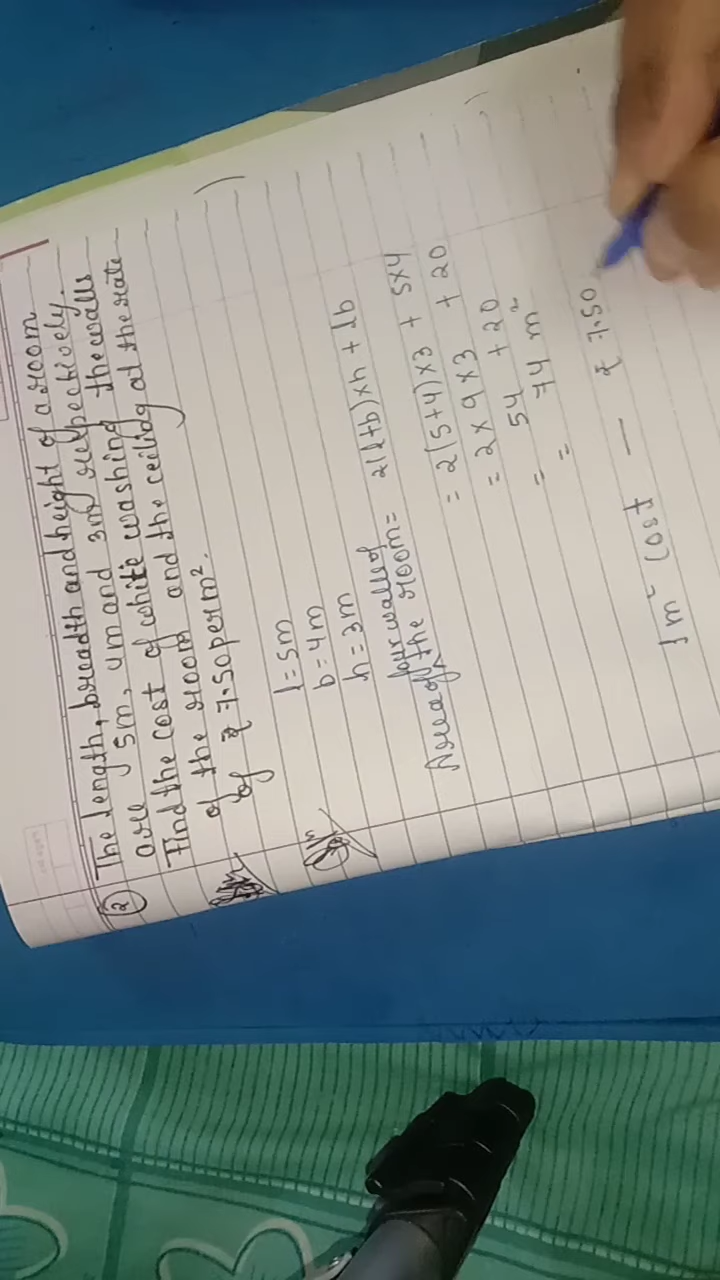 ② The length, breadth and height of a room
are 5m, 4m and 3m respectively.
Find the cost of white washing the walls
of the room and the ceiling at the rate
of ₹ 7.50 per m².
Solⁿ
l = 5m
b = 4m
h = 3m
four walls of
Area of the room = 2(l+b)×h + lb
= 2(5+4)×3 + 5×4
= 2×9×3 + 20
= 54 + 20
= 74 m²
1m² cost — ₹ 7.50